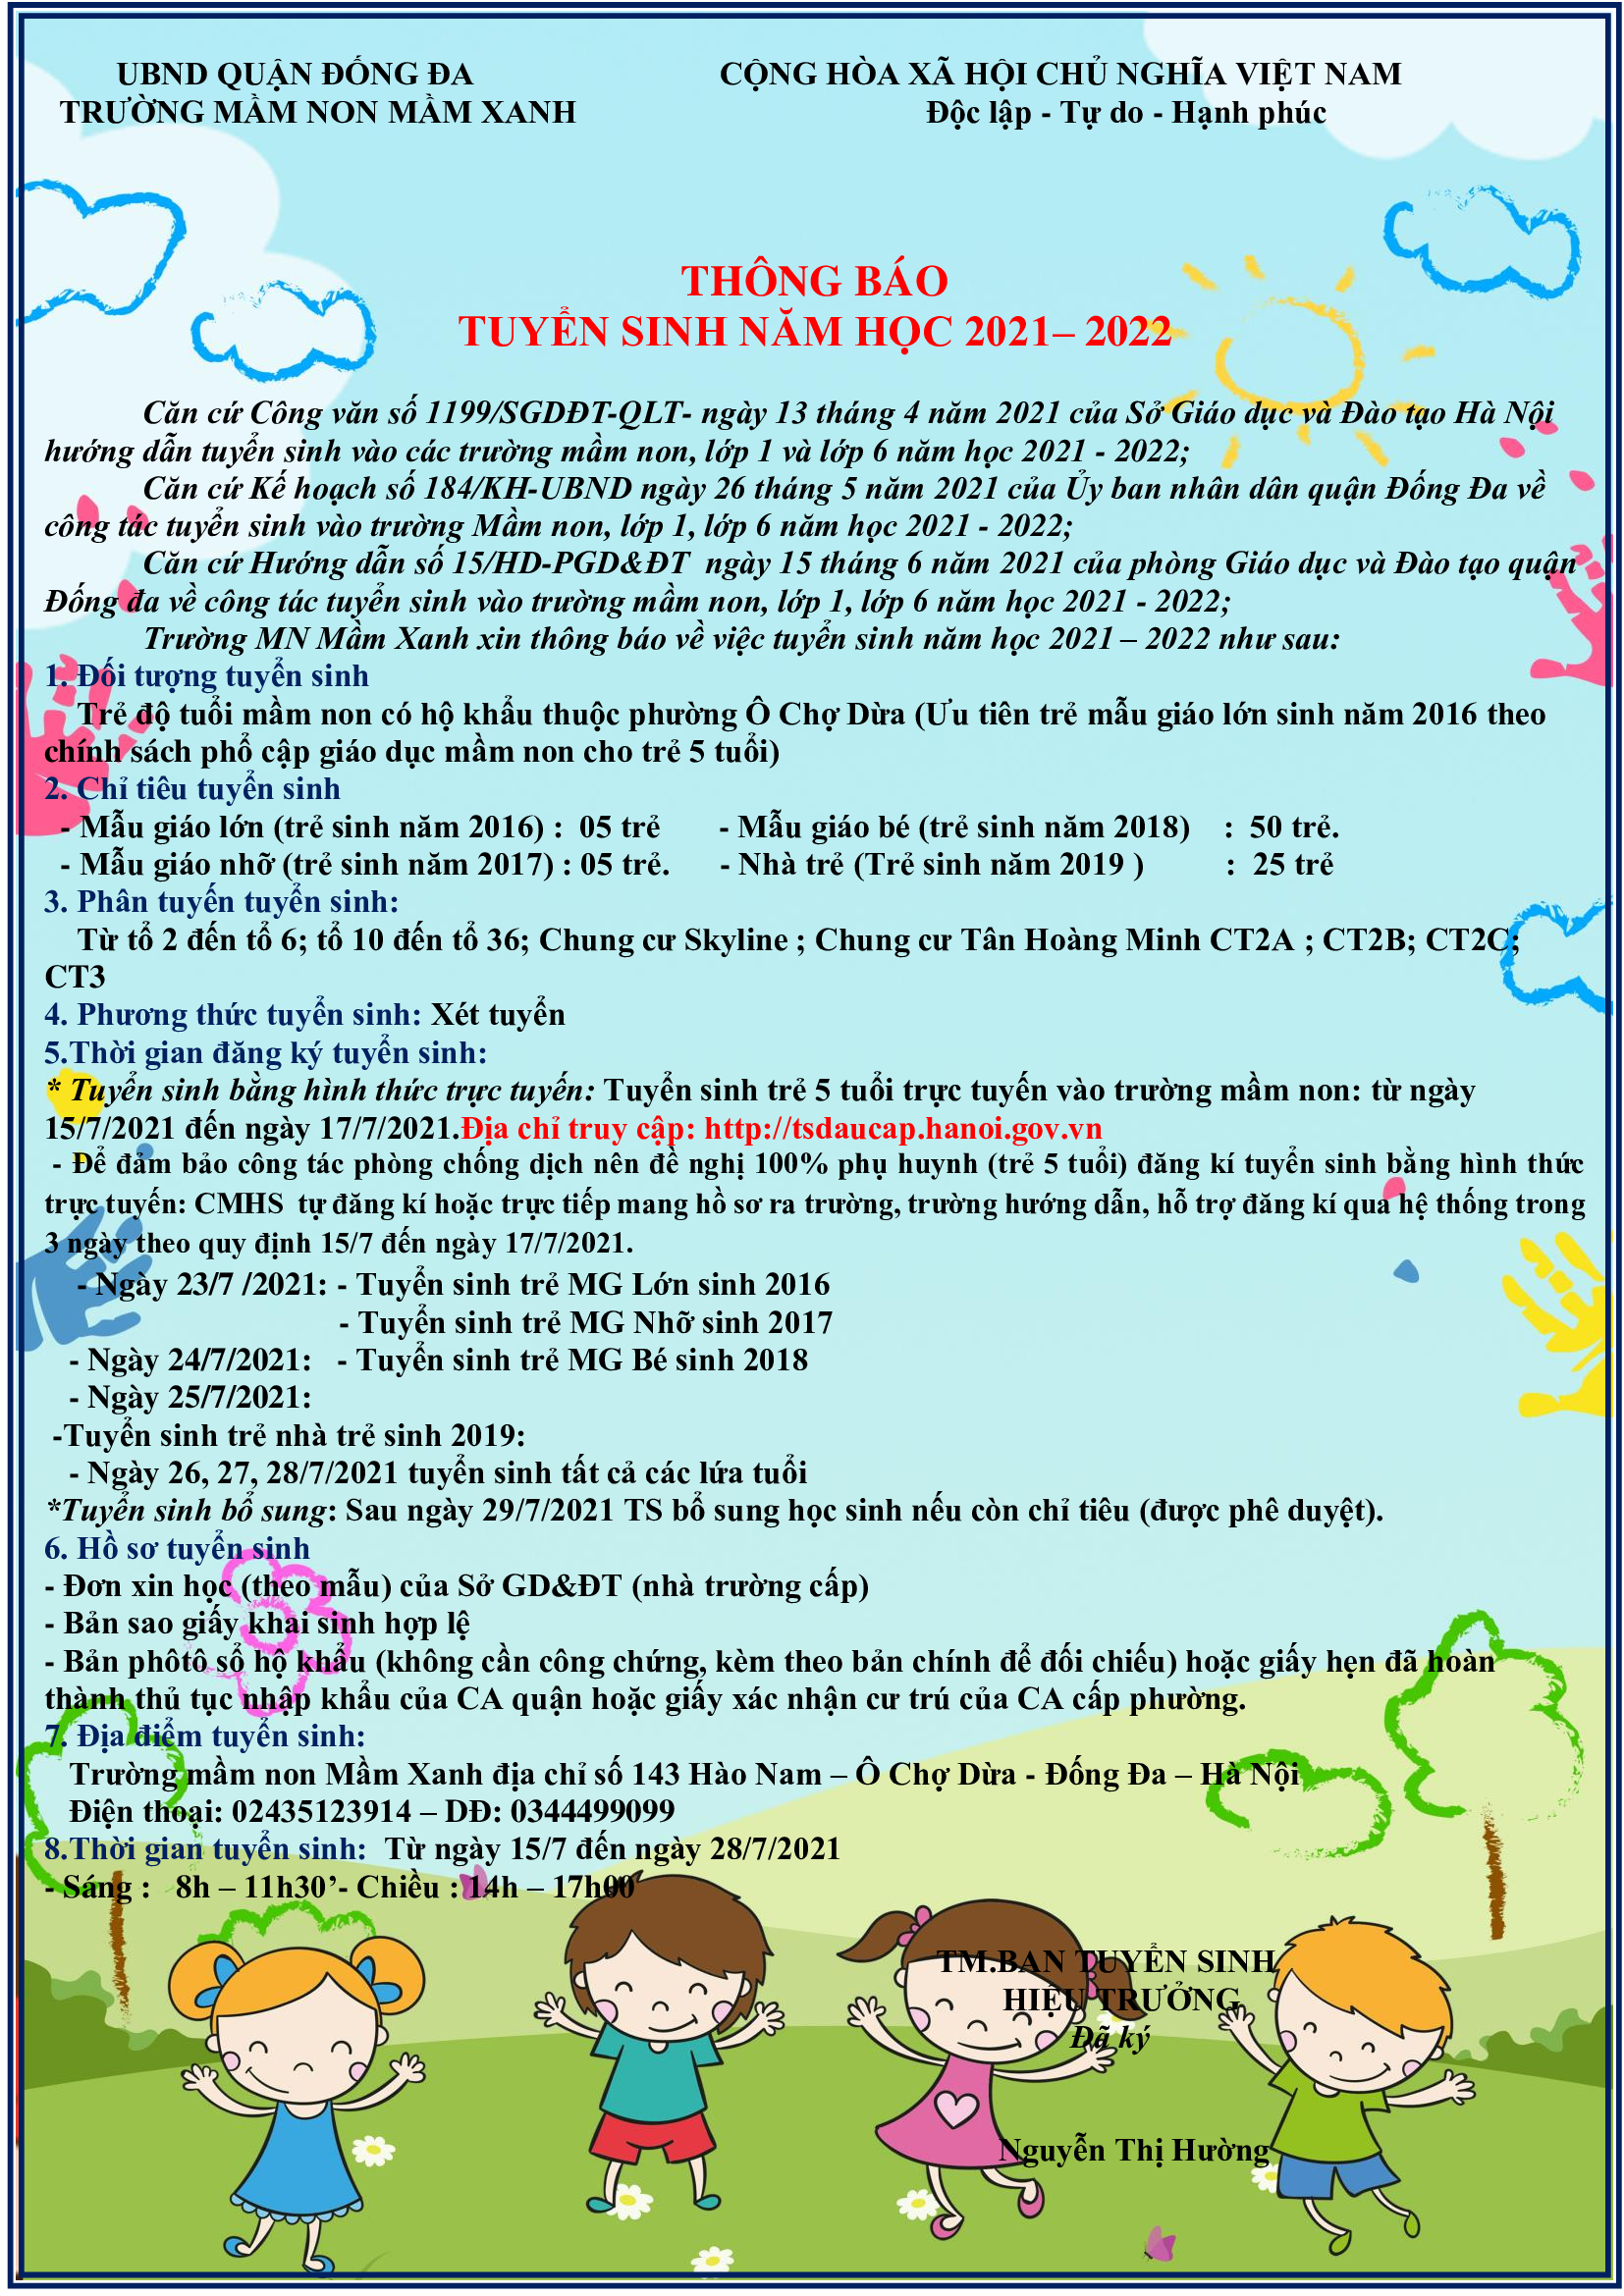 UBND QUẬN ĐỐNG ĐA
TRƯỜNG MẦM NON MẦM XANH
CỘNG HÒA XÃ HỘI CHỦ NGHĨA VIỆT NAM
Độc lập - Tự do - Hạnh phúc
THÔNG BÁO
TUYỂN SINH NĂM HỌC 2021– 2022
Căn cứ Công văn số 1199/SGDĐT-QLT- ngày 13 tháng 4 năm 2021 của Sở Giáo dục và Đào tạo Hà Nội
hướng dẫn tuyển sinh vào các trường mầm non, lớp 1 và lớp 6 năm học 2021 - 2022;
Căn cứ Kế hoạch số 184/KH-UBND ngày 26 tháng 5 năm 2021 của Ủy ban nhân dân quận Đống Đa về
công tác tuyển sinh vào trường Mầm non, lớp 1, lớp 6 năm học 2021 - 2022;
Căn cứ Hướng dẫn số 15/HD-PGD&ĐT ngày 15 tháng 6 năm 2021 của phòng Giáo dục và Đào tạo quận
Đống đa về công tác tuyển sinh vào trường mầm non, lớp 1, lớp 6 năm học 2021 - 2022;
Trường MN Mầm Xanh xin thông báo về việc tuyển sinh năm học 2021 – 2022 như sau:
1. Đối tượng tuyển sinh
Trẻ độ tuổi mầm non có hộ khẩu thuộc phường Ô Chợ Dừa (Ưu tiên trẻ mẫu giáo lớn sinh năm 2016 theo
chính sách phổ cập giáo dục mầm non cho trẻ 5 tuổi)
2. Chỉ tiêu tuyển sinh
- Mẫu giáo lớn (trẻ sinh năm 2016) : 05 trẻ - Mẫu giáo bé (trẻ sinh năm 2018) : 50 trẻ.
- Mẫu giáo nhỡ (trẻ sinh năm 2017) : 05 trẻ. - Nhà trẻ (Trẻ sinh năm 2019 ) : 25 trẻ
3. Phân tuyến tuyển sinh:
Từ tổ 2 đến tổ 6; tổ 10 đến tổ 36; Chung cư Skyline ; Chung cư Tân Hoàng Minh CT2A ; CT2B; CT2C;
CT3
4. Phương thức tuyển sinh: Xét tuyển
5.Thời gian đăng ký tuyển sinh:
* Tuyển sinh bằng hình thức trực tuyến: Tuyển sinh trẻ 5 tuổi trực tuyến vào trường mầm non: từ ngày
15/7/2021 đến ngày 17/7/2021.Địa chỉ truy cập: http://tsdaucap.hanoi.gov.vn
- Để đảm bảo công tác phòng chống dịch nên đề nghị 100% phụ huynh (trẻ 5 tuổi) đăng kí tuyển sinh bằng hình thức
trực tuyến: CMHS tự đăng kí hoặc trực tiếp mang hồ sơ ra trường, trường hướng dẫn, hỗ trợ đăng kí qua hệ thống trong
3 ngày theo quy định 15/7 đến ngày 17/7/2021.
- Ngày 23/7 /2021: - Tuyển sinh trẻ MG Lớn sinh 2016
- Tuyển sinh trẻ MG Nhỡ sinh 2017
- Ngày 24/7/2021: - Tuyển sinh trẻ MG Bé sinh 2018
- Ngày 25/7/2021:
-Tuyển sinh trẻ nhà trẻ sinh 2019:
- Ngày 26, 27, 28/7/2021 tuyển sinh tất cả các lứa tuổi
*Tuyển sinh bổ sung: Sau ngày 29/7/2021 TS bổ sung học sinh nếu còn chỉ tiêu (được phê duyệt).
6. Hồ sơ tuyển sinh
- Đơn xin học (theo mẫu) của Sở GD&ĐT (nhà trường cấp)
- Bản sao giấy khai sinh hợp lệ
- Bản phôtô sổ hộ khẩu (không cần công chứng, kèm theo bản chính để đối chiếu) hoặc giấy hẹn đã hoàn
thành thủ tục nhập khẩu của CA quận hoặc giấy xác nhận cư trú của CA cấp phường.
7. Địa điểm tuyển sinh:
Trường mầm non Mầm Xanh địa chỉ số 143 Hào Nam – Ô Chợ Dừa - Đống Đa – Hà Nội
Điện thoại: 02435123914 – DĐ: 0344499099
8.Thời gian tuyển sinh: Từ ngày 15/7 đến ngày 28/7/2021
- Sáng : 8h – 11h30’- Chiều : 14h – 17h00
TM.BAN TUYỂN SINH
HIỆU TRƯỞNG
Đã ký
Nguyễn Thị Hường